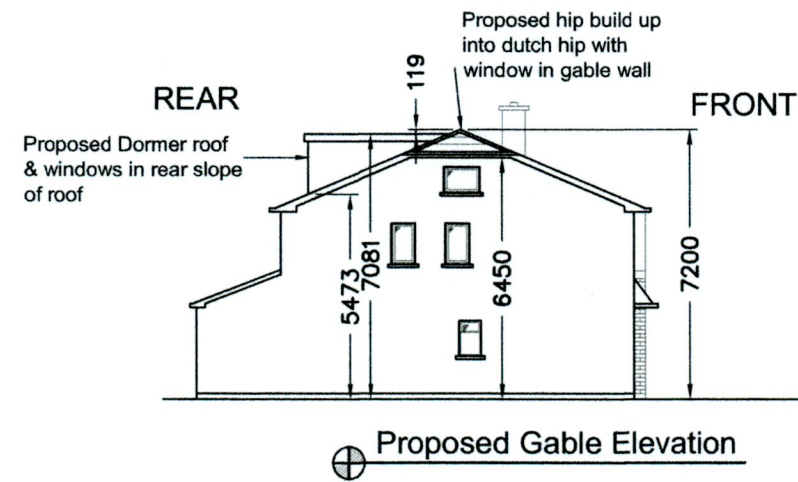 Proposed hip build up
into dutch hip with
window in gable wall
119
REAR
FRONT
Proposed Dormer roof
& windows in rear slope
of roof
5473
7081
6450
7200
Proposed Gable Elevation